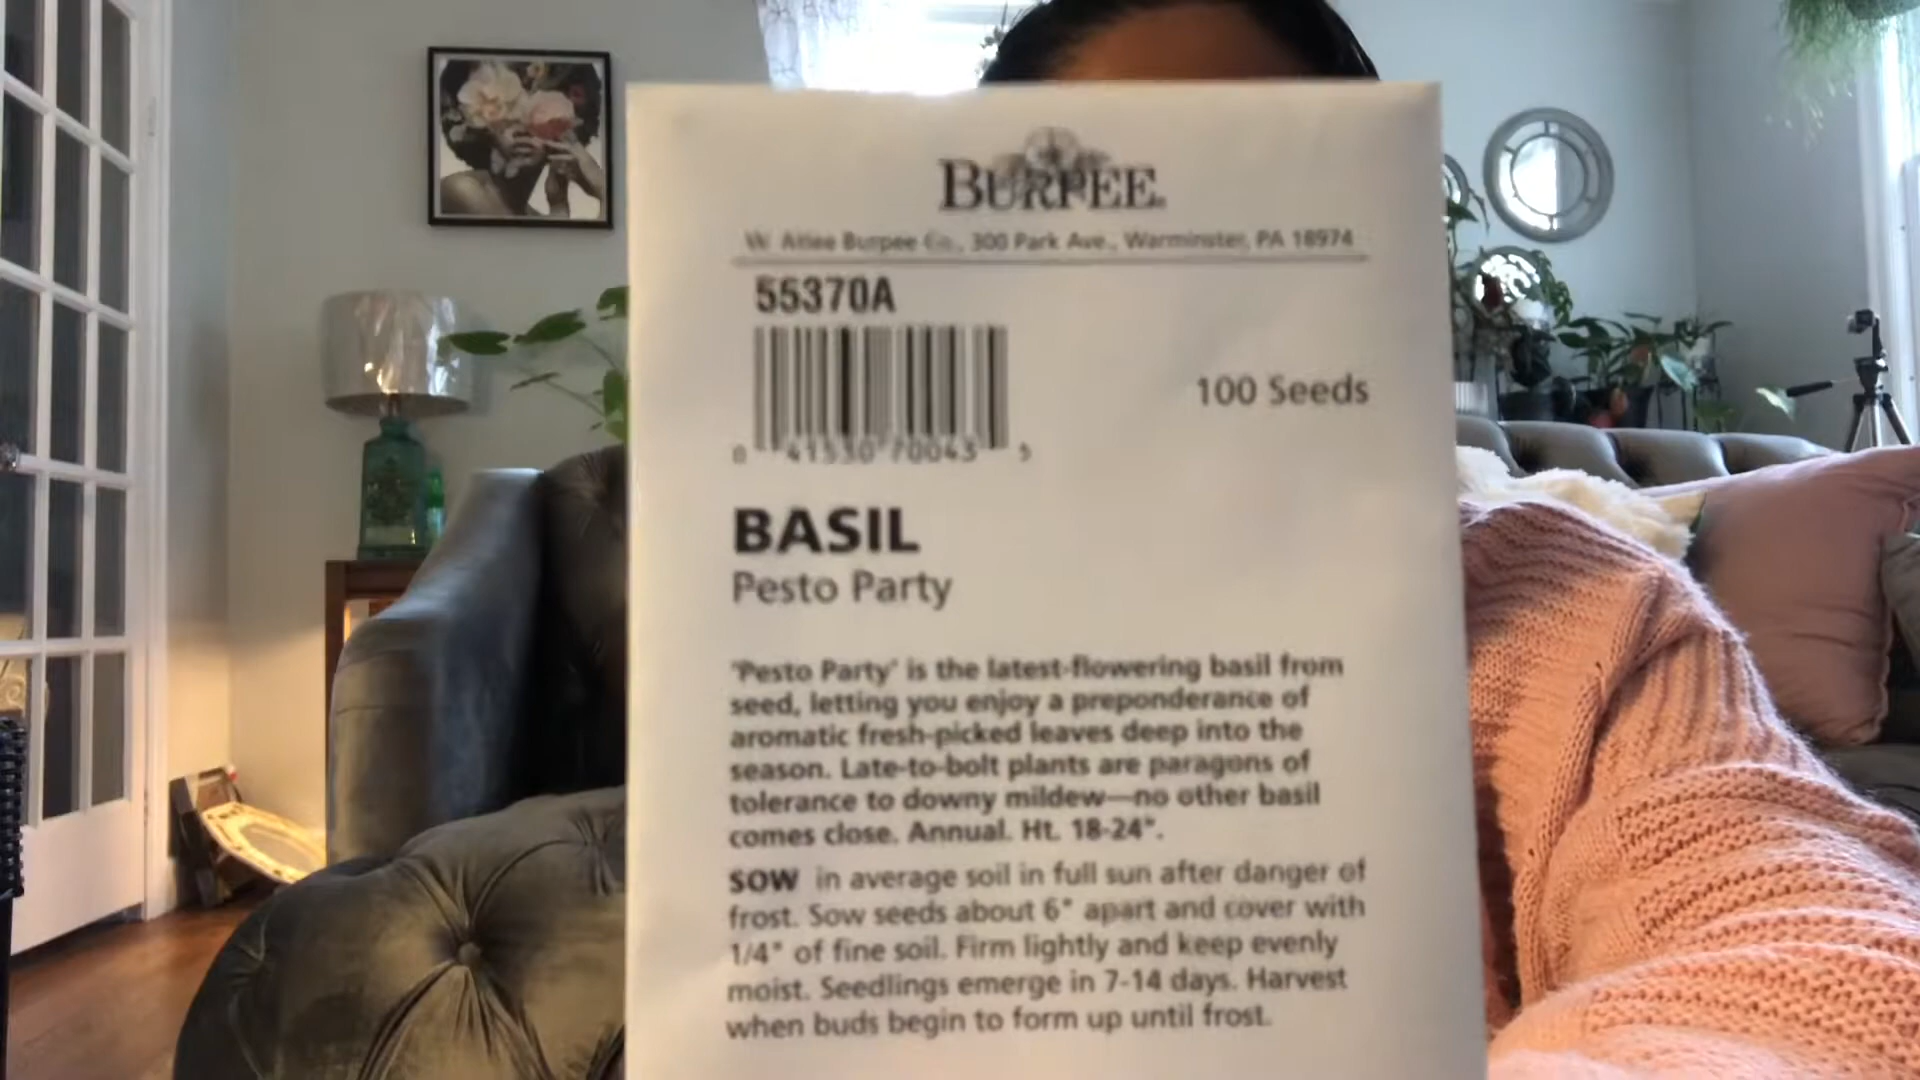 BURPEE
W. Atlee Burpee Co., 300 Park Ave., Warminster, PA 18974
55370A
100 Seeds
0 41530 70043 5
BASIL
Pesto Party
'Pesto Party' is the latest-flowering basil from
seed, letting you enjoy a preponderance of
aromatic fresh-picked leaves deep into the
season. Late-to-bolt plants are paragons of
tolerance to downy mildew—no other basil
comes close. Annual. Ht. 18-24".
SOW in average soil in full sun after danger of
frost. Sow seeds about 6" apart and cover with
1/4" of fine soil. Firm lightly and keep evenly
moist. Seedlings emerge in 7-14 days. Harvest
when buds begin to form up until frost.